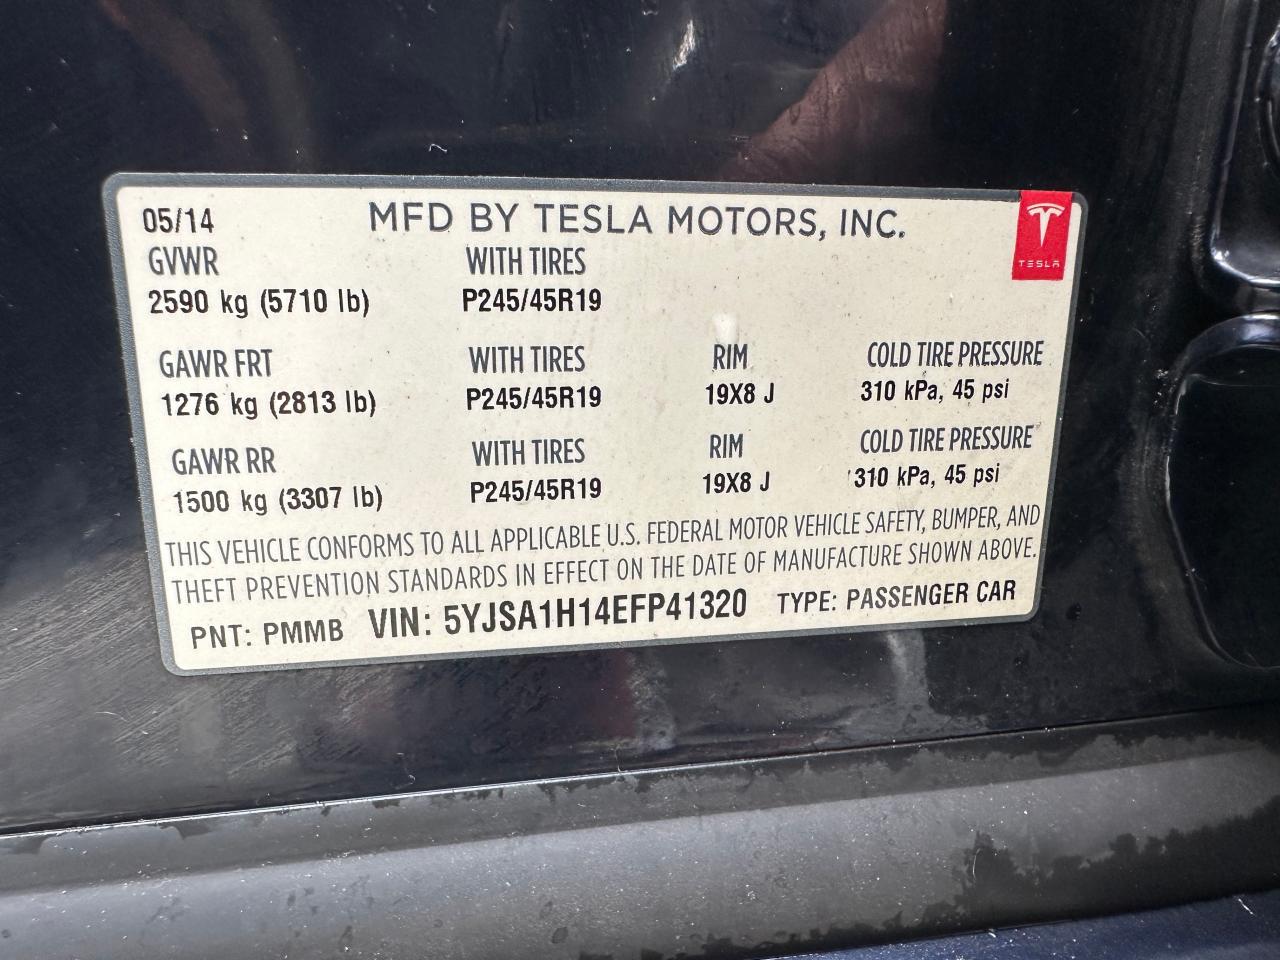 05/14 MFD BY TESLA MOTORS, INC.
TESLA
GVWR WITH TIRES
2590 kg (5710 lb) P245/45R19
GAWR FRT WITH TIRES RIM COLD TIRE PRESSURE
1276 kg (2813 lb) P245/45R19 19X8 J 310 kPa, 45 psi
GAWR RR WITH TIRES RIM COLD TIRE PRESSURE
1500 kg (3307 lb) P245/45R19 19X8 J 310 kPa, 45 psi
THIS VEHICLE CONFORMS TO ALL APPLICABLE U.S. FEDERAL MOTOR VEHICLE SAFETY, BUMPER, AND
THEFT PREVENTION STANDARDS IN EFFECT ON THE DATE OF MANUFACTURE SHOWN ABOVE.
PNT: PMMB VIN: 5YJSA1H14EFP41320 TYPE: PASSENGER CAR